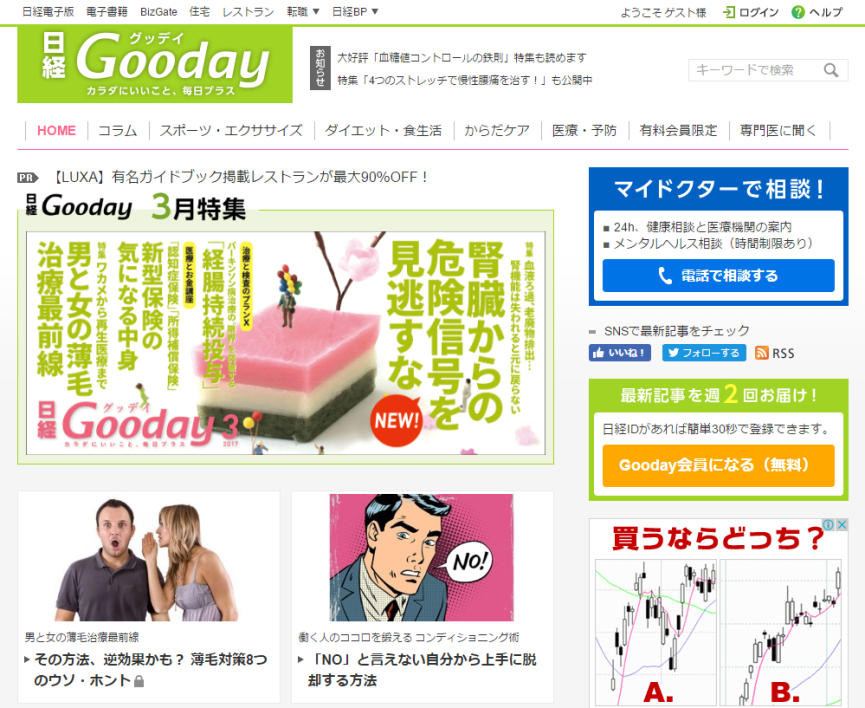 日経電子版 電子書籍 BizGate 住宅 レストラン 転職 ▼ 日経BP ▼
ようこそ ゲスト様 ログイン ヘルプ
日経
グッデイ
Gooday
カラダにいいこと、毎日プラス
お知らせ
大好評「血糖値コントロールの鉄則」特集も読めます
特集「4つのストレッチで慢性腰痛を治す！」も公開中
キーワードで検索
HOME コラム スポーツ・エクササイズ ダイエット・食生活 からだケア 医療・予防 有料会員限定 専門医に聞く
PR 【LUXA】有名ガイドブック掲載レストランが最大90%OFF！
日経 Gooday 3月特集
特集 血液ろ過、老廃物排出…
腎機能は失われると元に戻らない
腎臓からの
危険信号を
見逃すな
NEW!
治療と検査のプランX
「経腸持続投与」
医療とお金講座
「認知症保険」「所得補償保険」
新型保険の
気になる中身
特集 ワカメから再生医療まで
男と女の薄毛
治療最前線
日経
グッデイ
Gooday 3
カラダにいいこと、毎日プラス
2017
男と女の薄毛治療最前線
その方法、逆効果かも？ 薄毛対策8つ
のウソ・ホント
NO!
働く人のココロを鍛える コンディショニング術
「NO」と言えない自分から上手に脱
却する方法
マイドクターで相談！
■ 24h、健康相談と医療機関の案内
■ メンタルヘルス相談（時間制限あり）
電話で相談する
SNSで最新記事をチェック
いいね！ フォローする RSS
最新記事を週2回お届け！
日経IDがあれば簡単30秒で登録できます。
Gooday会員になる（無料）
買うならどっち？
A. B.